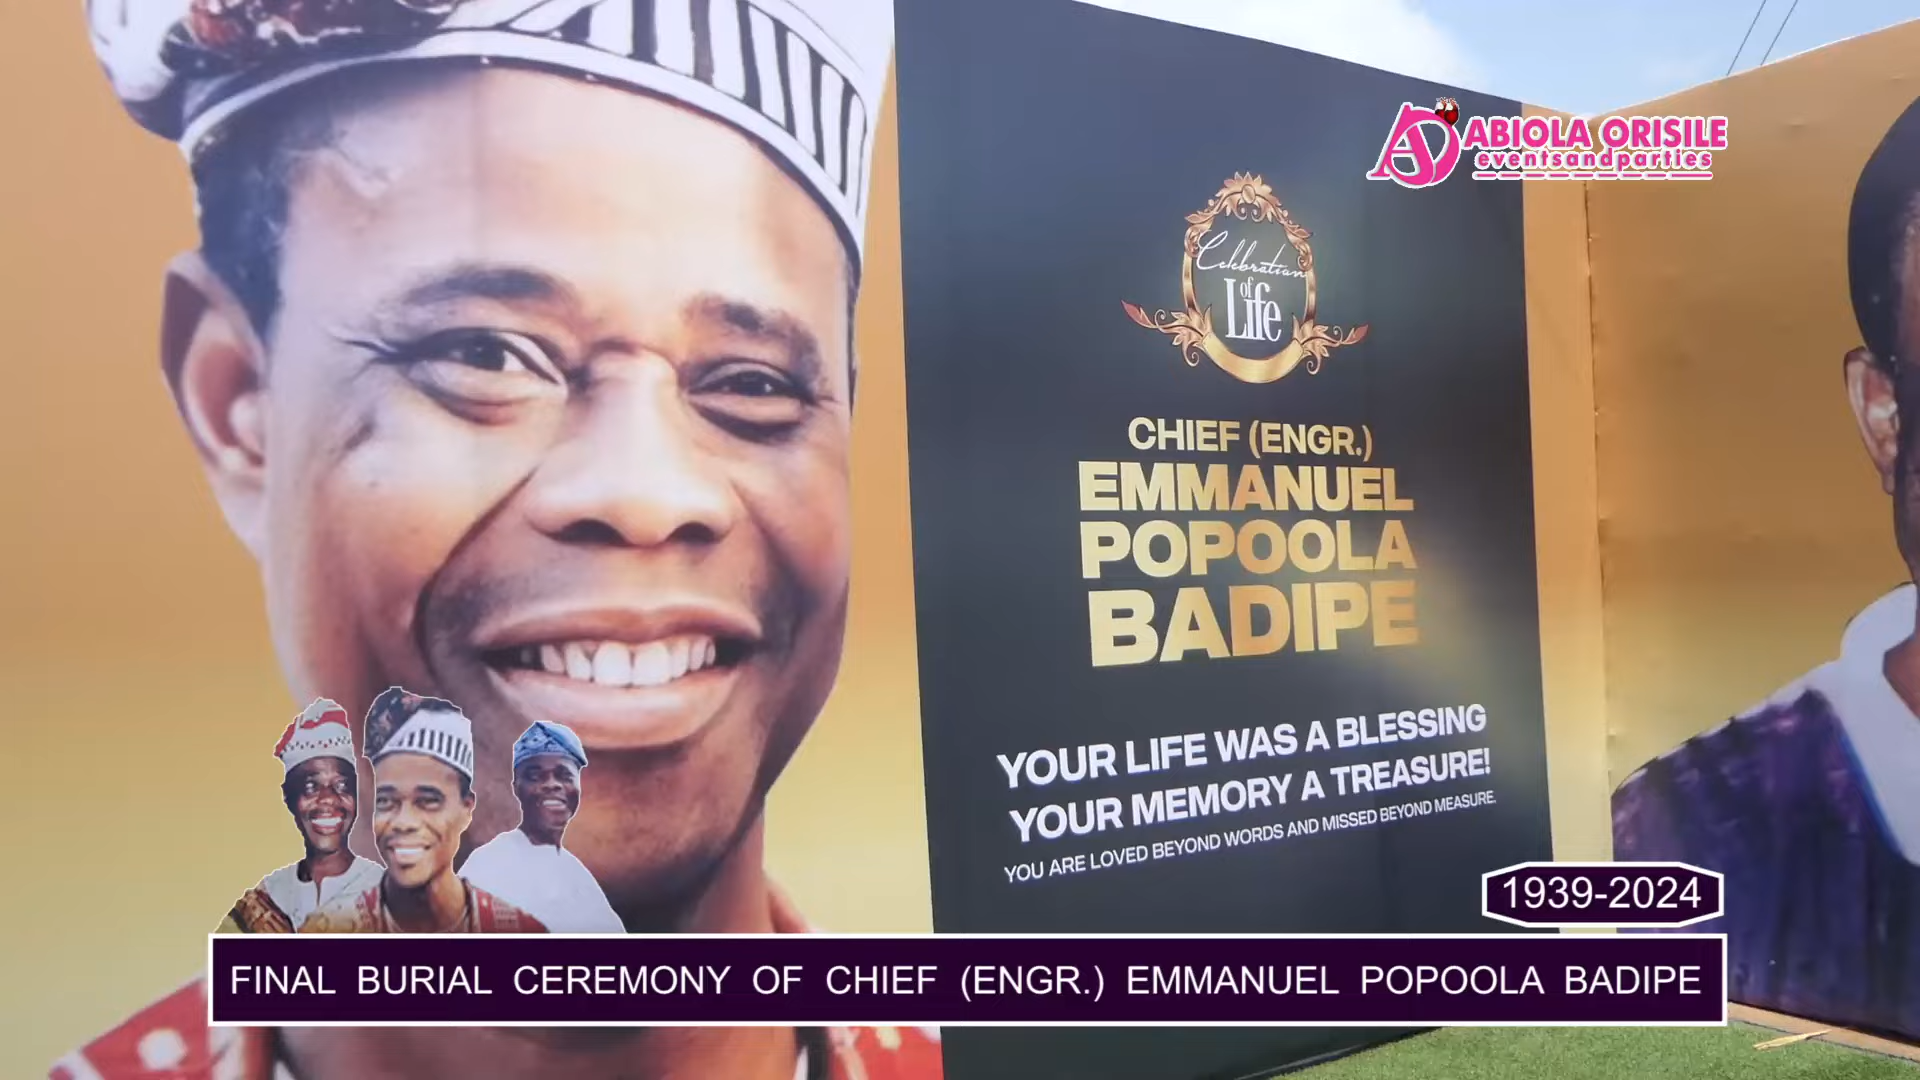 ABIOLA ORISILE
eventsandparties
Celebration
of
Life
CHIEF (ENGR.)
EMMANUEL
POPOOLA
BADIPE
YOUR LIFE WAS A BLESSING
YOUR MEMORY A TREASURE!
YOU ARE LOVED BEYOND WORDS AND MISSED BEYOND MEASURE.
1939-2024
FINAL BURIAL CEREMONY OF CHIEF (ENGR.) EMMANUEL POPOOLA BADIPE